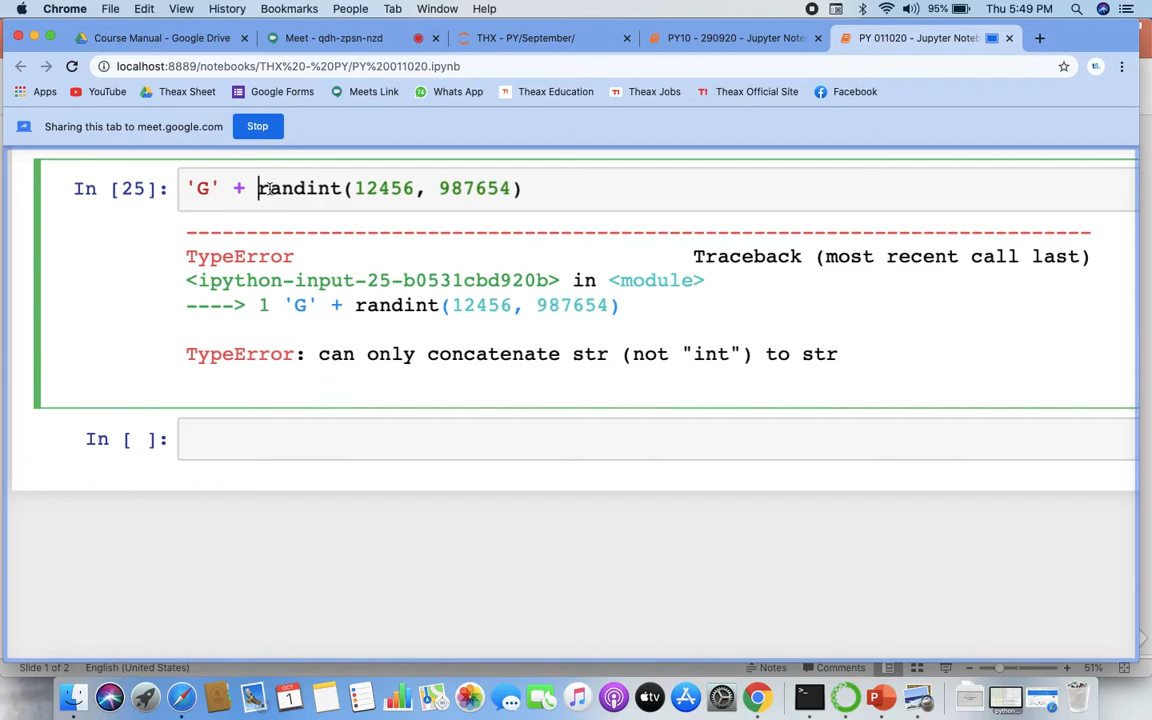 Chrome File Edit View History Bookmarks People Tab Window Help 95% Thu 5:49 PM
Course Manual - Google Drive Meet - qdh-zpsn-nzd THX - PY/September/ PY10 - 290920 - Jupyter Note PY 011020 - Jupyter Noteb
localhost:8889/notebooks/THX%20-%20PY/PY%20011020.ipynb
Apps YouTube Theax Sheet Google Forms Meets Link Whats App Theax Education Theax Jobs Theax Official Site Facebook
Sharing this tab to meet.google.com Stop
In [25]: 'G' + randint(12456, 987654)
---------------------------------------------------------------------------
TypeError Traceback (most recent call last)
<ipython-input-25-b0531cbd920b> in <module>
----> 1 'G' + randint(12456, 987654)
TypeError: can only concatenate str (not "int") to str
In [ ]:
Slide 1 of 2 English (United States) Notes Comments 51%
OCT
1
tv